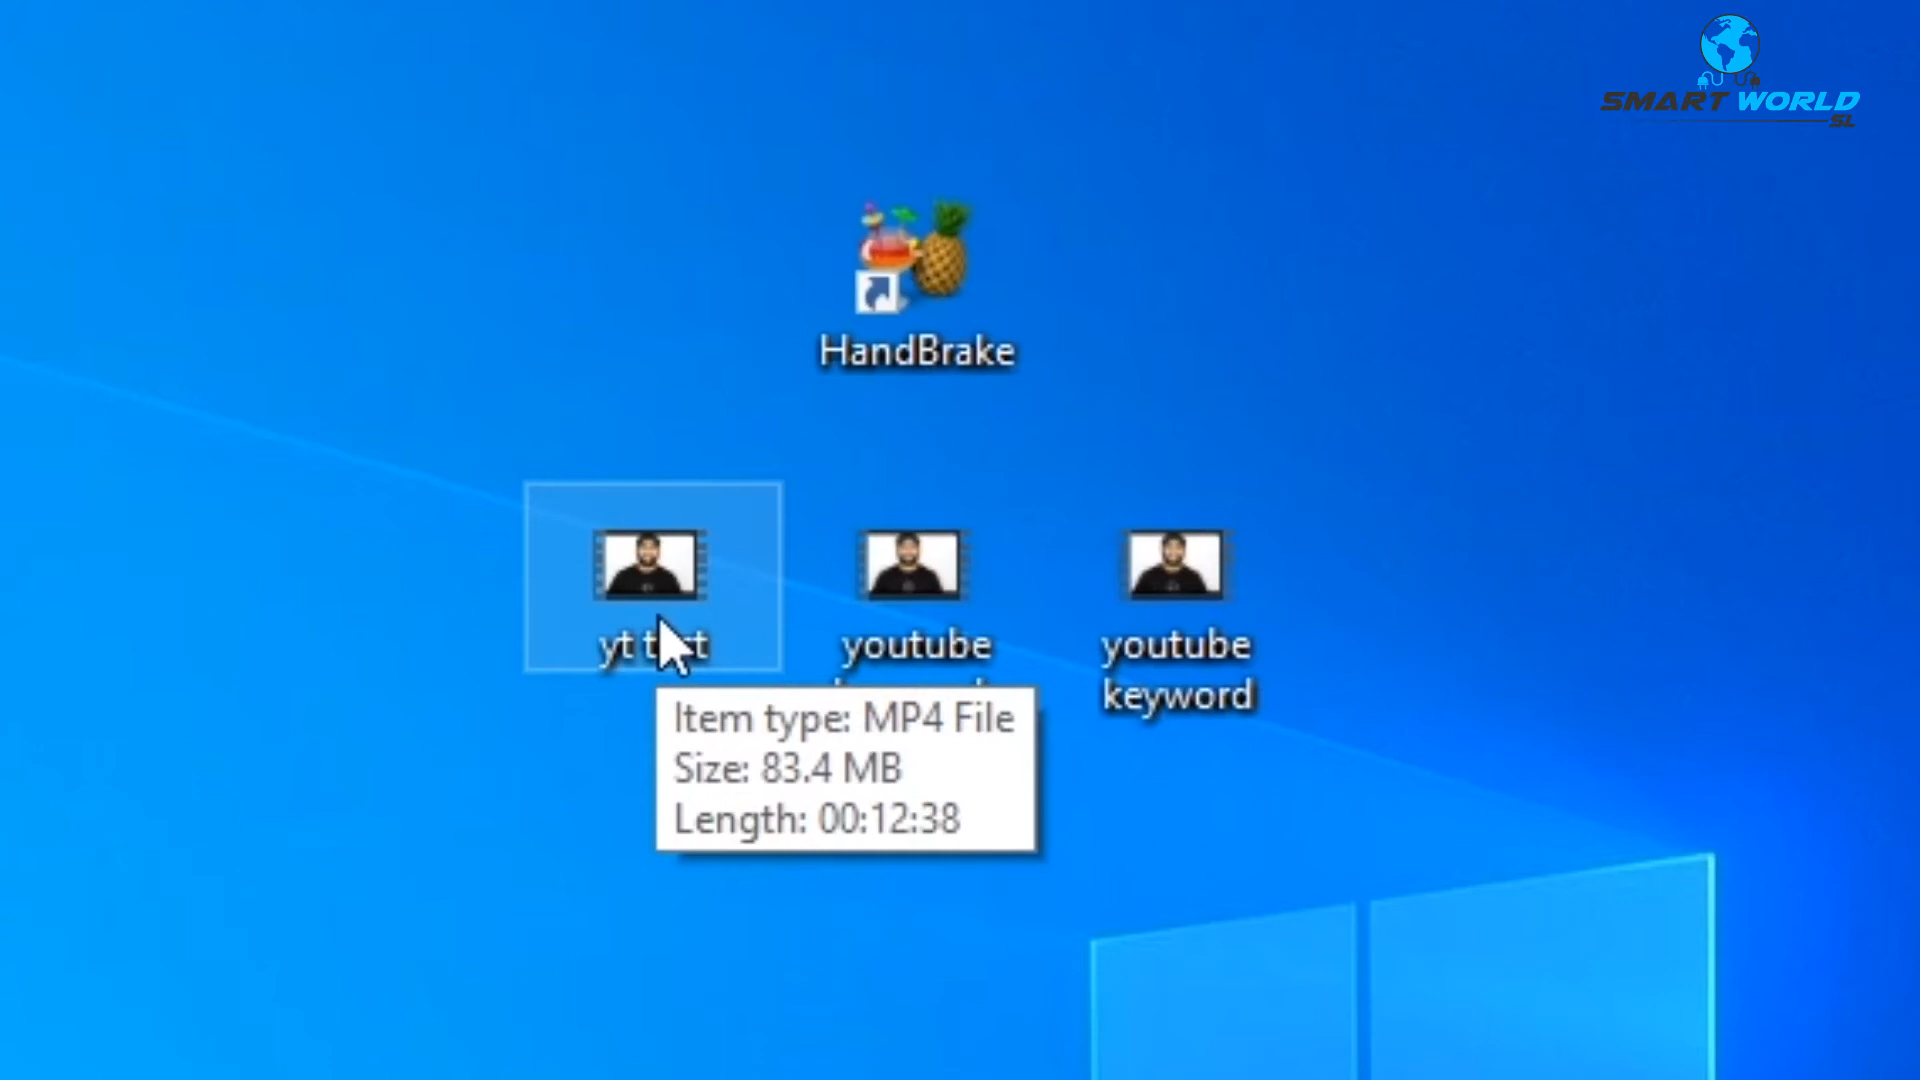 SMART WORLD
SL
HandBrake
yt
youtube
youtube
keyword
Item type: MP4 File
Size: 83.4 MB
Length: 00:12:38